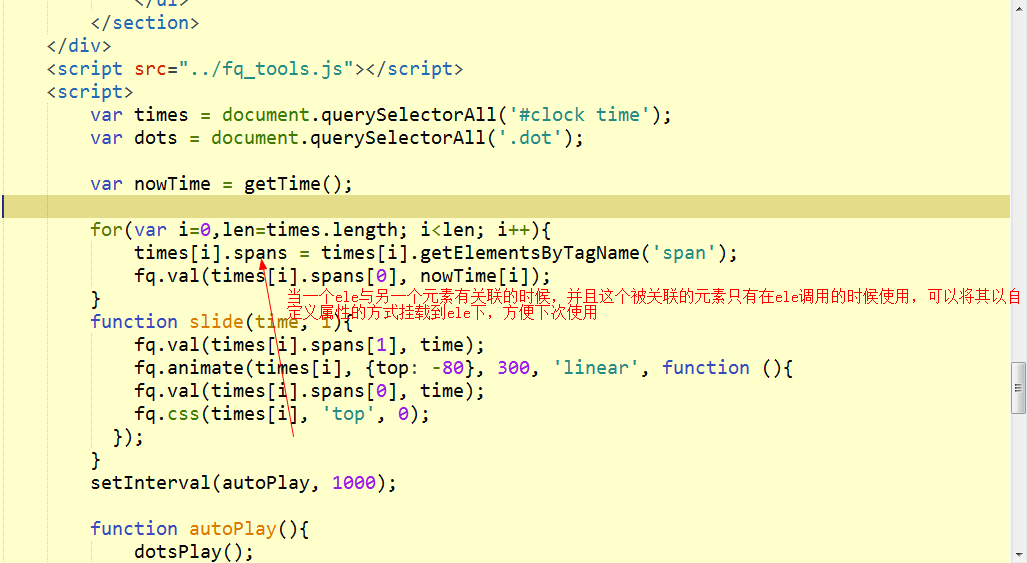 </ul>
</section>
</div>
<script src="../fq_tools.js"></script>
<script>
var times = document.querySelectorAll('#clock time');
var dots = document.querySelectorAll('.dot');
var nowTime = getTime();
for(var i=0,len=times.length; i<len; i++){
times[i].spans = times[i].getElementsByTagName('span');
fq.val(times[i].spans[0], nowTime[i]);
当一个ele与另一个元素有关联的时候，并且这个被关联的元素只有在ele调用的时候使用，可以将其以自
定义属性的方式挂载到ele下，方便下次使用
}
function slide(time, i){
fq.val(times[i].spans[1], time);
fq.animate(times[i], {top: -80}, 300, 'linear', function (){
fq.val(times[i].spans[0], time);
fq.css(times[i], 'top', 0);
});
}
setInterval(autoPlay, 1000);
function autoPlay(){
dotsPlay();